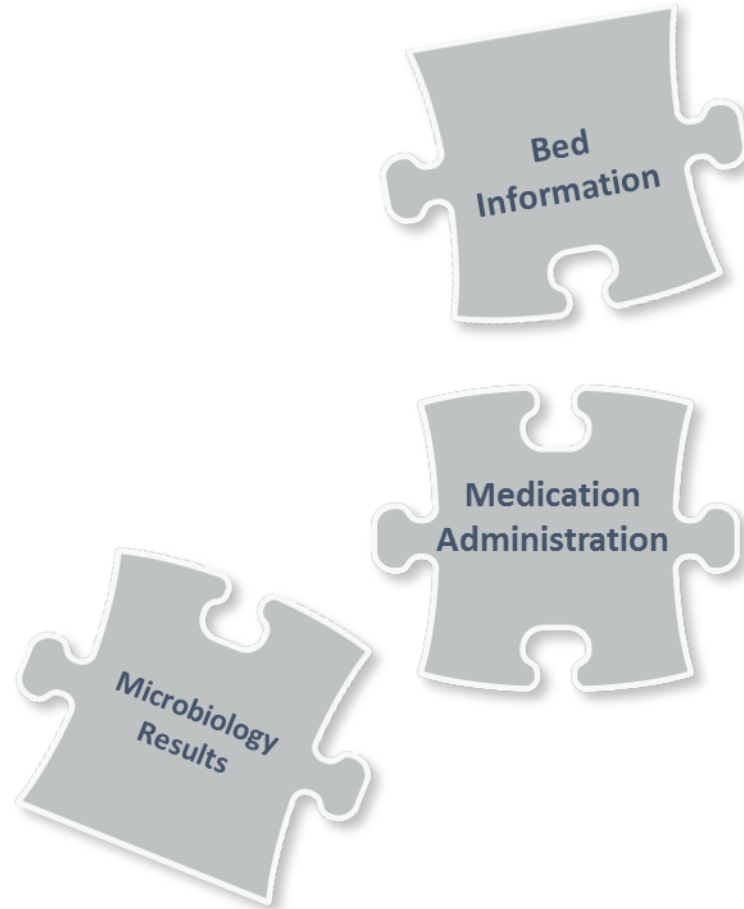 Bed
Information
Medication
Administration
Microbiology
Results